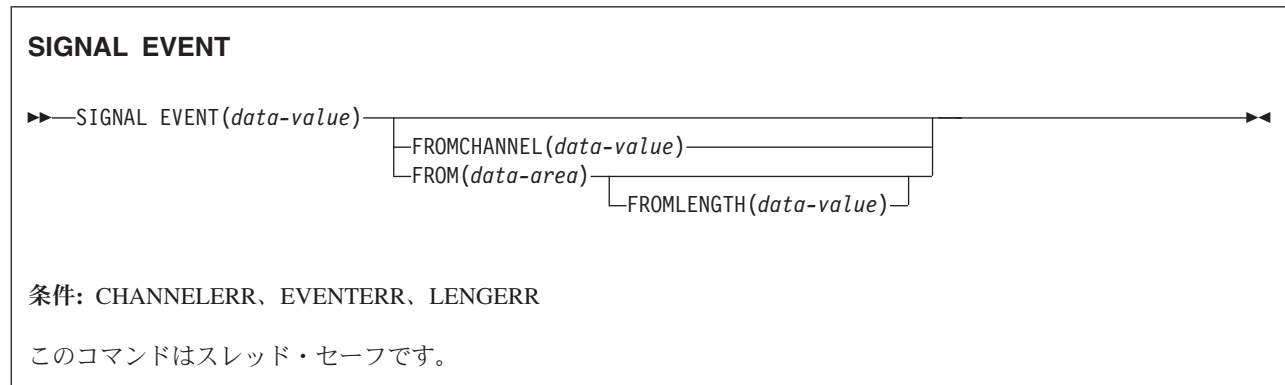 SIGNAL EVENT
SIGNAL EVENT(data-value)
FROMCHANNEL(data-value)
FROM(data-area)
FROMLENGTH(data-value)
条件: CHANNELERR、EVENTERR、LENGERR
このコマンドはスレッド・セーフです。